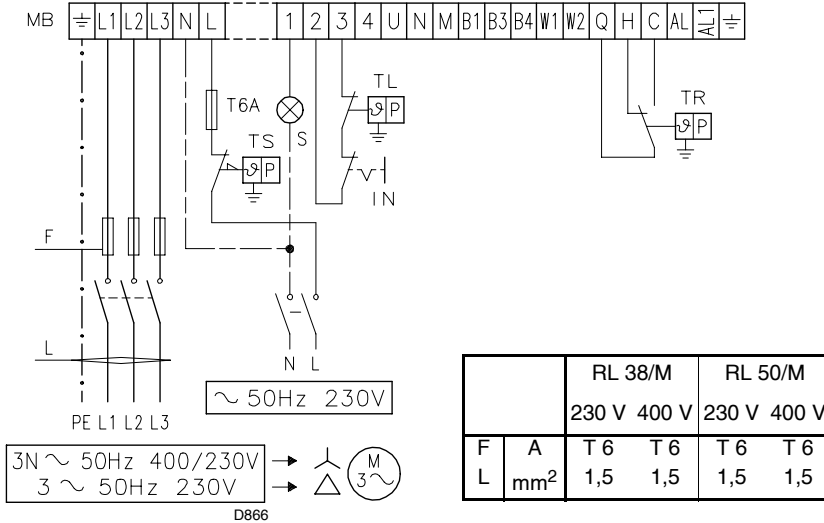 MB ⏚ L1 L2 L3 N L 1 2 3 4 U N M B1 B3 B4 W1 W2 Q H C AL AL1 ⏚
T6A
S
TL
ϑ P
TR
ϑ P
TS
ϑ P
IN
F
L
N L
PE L1 L2 L3
~ 50Hz 230V
3N ~ 50Hz 400/230V
3 ~ 50Hz 230V
M
3~
D866
RL 38/M RL 50/M
230 V 400 V 230 V 400 V
F A T 6 T 6 T 6 T 6
L mm² 1,5 1,5 1,5 1,5